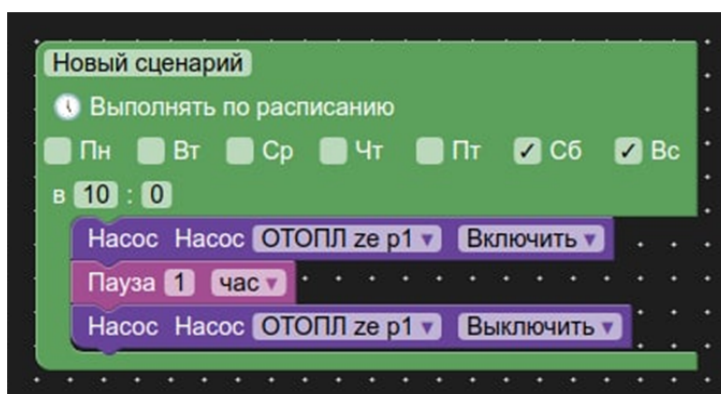 Новый сценарий
Выполнять по расписанию
Пн Вт Ср Чт Пт Сб Вс
в 10 : 0
Насос Насос ОТОПЛ ze p1 Включить
Пауза 1 час
Насос Насос ОТОПЛ ze p1 Выключить